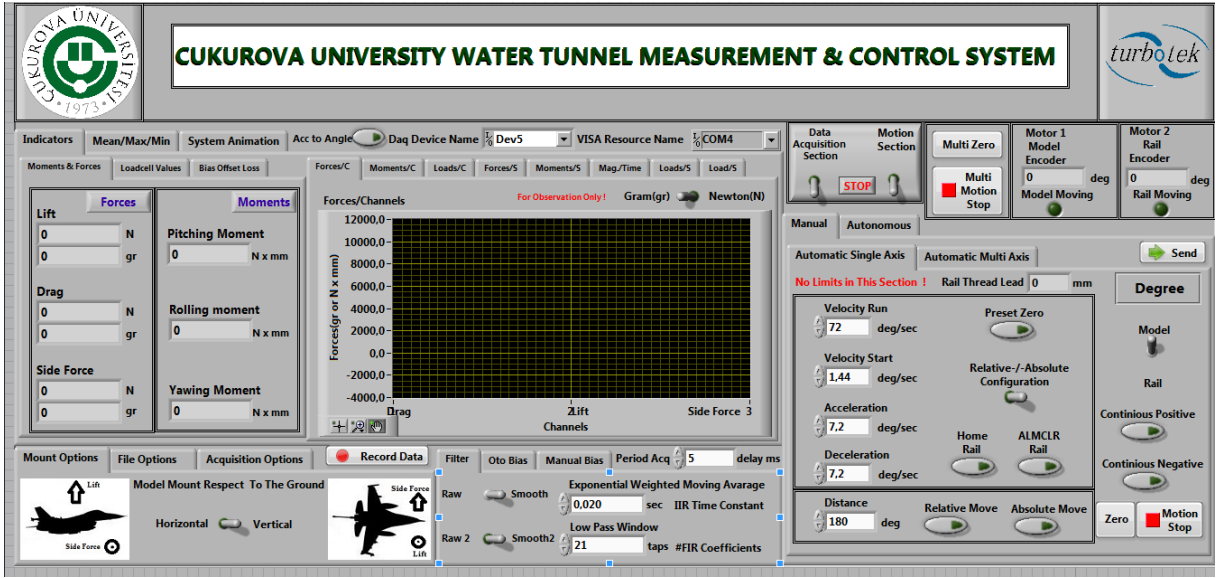 ÇUKUROVA ÜNİVERSİTESİ
·1973·
CUKUROVA UNIVERSITY WATER TUNNEL MEASUREMENT & CONTROL SYSTEM
turbotek
Indicators
Mean/Max/Min
System Animation
Acc to Angle
Daq Device Name
Dev5
VISA Resource Name
COM4
Moments & Forces
Loadcell Values
Bias Offset Loss
Forces
Moments
Lift
0 N
0 gr
Pitching Moment
0 N x mm
Drag
0 N
0 gr
Rolling moment
0 N x mm
Side Force
0 N
0 gr
Yawing Moment
0 N x mm
Forces/C
Moments/C
Loads/C
Forces/S
Moments/S
Mag./Time
Loads/S
Load/S
Forces/Channels
For Observation Only !
Gram(gr)
Newton(N)
Forces(gr or N x mm)
12000,0
10000,0
8000,0
6000,0
4000,0
2000,0
0,0
-2000,0
-4000,0
Drag
2Lift
Side Force 3
Channels
Mount Options
File Options
Acquisition Options
Record Data
Lift
Side Force
Model Mount Respect To The Ground
Horizontal
Vertical
Side Force
Lift
Filter
Oto Bias
Manual Bias
Period Acq
5
delay ms
Raw
Smooth
Exponential Weighted Moving Avarage
0,020 sec IIR Time Constant
Raw 2
Smooth2
Low Pass Window
21 taps #FIR Coefficients
Data
Acquisition
Section
Motion
Section
STOP
Multi Zero
Multi
Motion
Stop
Motor 1
Model
Encoder
0 deg
Model Moving
Motor 2
Rail
Encoder
0 deg
Rail Moving
Manual
Autonomous
Automatic Single Axis
Automatic Multi Axis
Send
No Limits in This Section !
Rail Thread Lead
0 mm
Degree
Velocity Run
72 deg/sec
Preset Zero
Velocity Start
1,44 deg/sec
Relative-/-Absolute
Configuration
Acceleration
7,2 deg/sec
Deceleration
7,2 deg/sec
Home
Rail
ALMCLR
Rail
Distance
180 deg
Relative Move
Absolute Move
Model
Rail
Continious Positive
Continious Negative
Zero
Motion
Stop